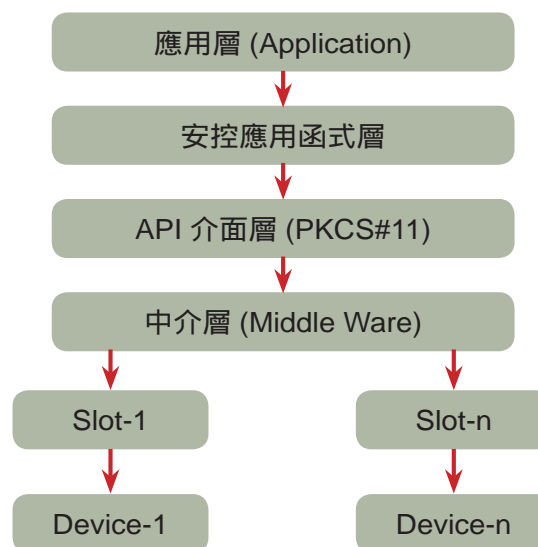 應用層 (Application)
安控應用函式層
API 介面層 (PKCS#11)
中介層 (Middle Ware)
Slot-1
Slot-n
Device-1
Device-n